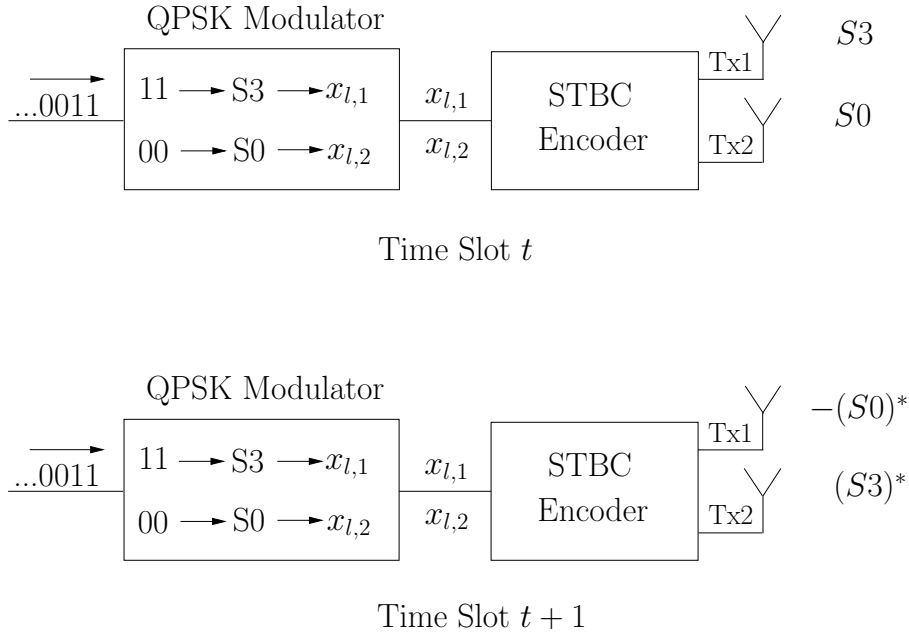 QPSK Modulator
...0011
11 S3 x_{l,1}
00 S0 x_{l,2}
x_{l,1}
x_{l,2}
STBC
Encoder
Tx1
Tx2
S3
S0
Time Slot t
QPSK Modulator
...0011
11 S3 x_{l,1}
00 S0 x_{l,2}
x_{l,1}
x_{l,2}
STBC
Encoder
Tx1
Tx2
−(S0)*
(S3)*
Time Slot t + 1